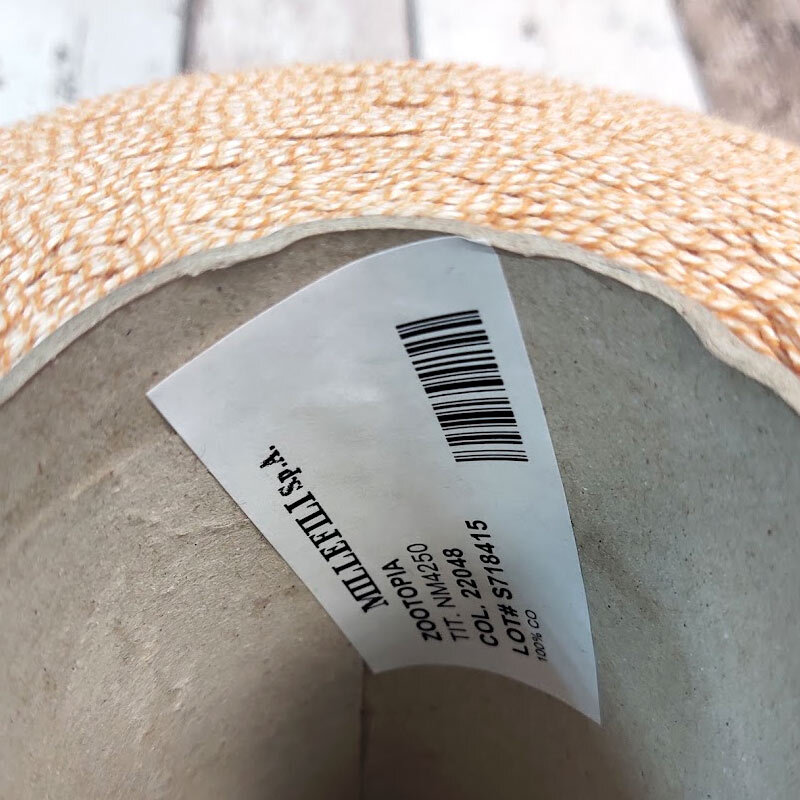 MILLEFILI S.p.A.
ZOOTOPIA
TIT. NM4250
COL. 22048
LOT# S718415
100% CO